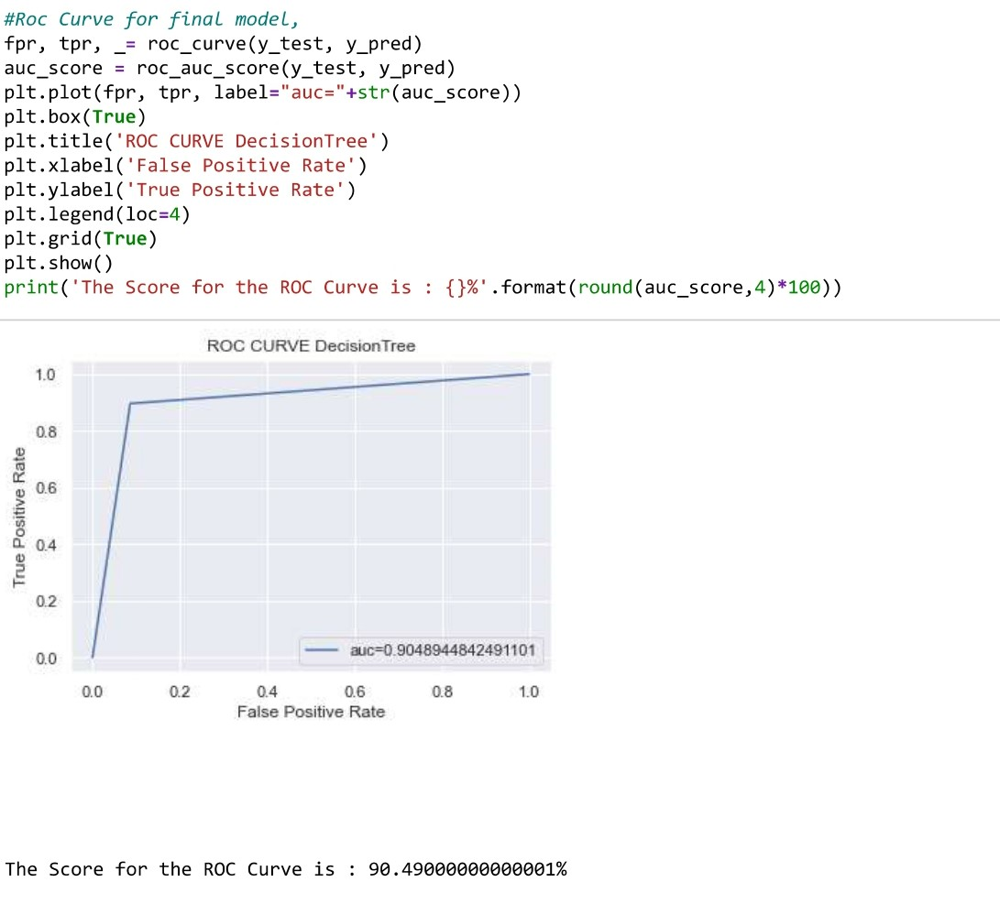 #Roc Curve for final model,
fpr, tpr, _= roc_curve(y_test, y_pred)
auc_score = roc_auc_score(y_test, y_pred)
plt.plot(fpr, tpr, label="auc="+str(auc_score))
plt.box(True)
plt.title('ROC CURVE DecisionTree')
plt.xlabel('False Positive Rate')
plt.ylabel('True Positive Rate')
plt.legend(loc=4)
plt.grid(True)
plt.show()
print('The Score for the ROC Curve is : {}%'.format(round(auc_score,4)*100))
ROC CURVE DecisionTree
True Positive Rate
1.0
0.8
0.6
0.4
0.2
0.0
auc=0.9048944842491101
0.0 0.2 0.4 0.6 0.8 1.0
False Positive Rate
The Score for the ROC Curve is : 90.49000000000001%